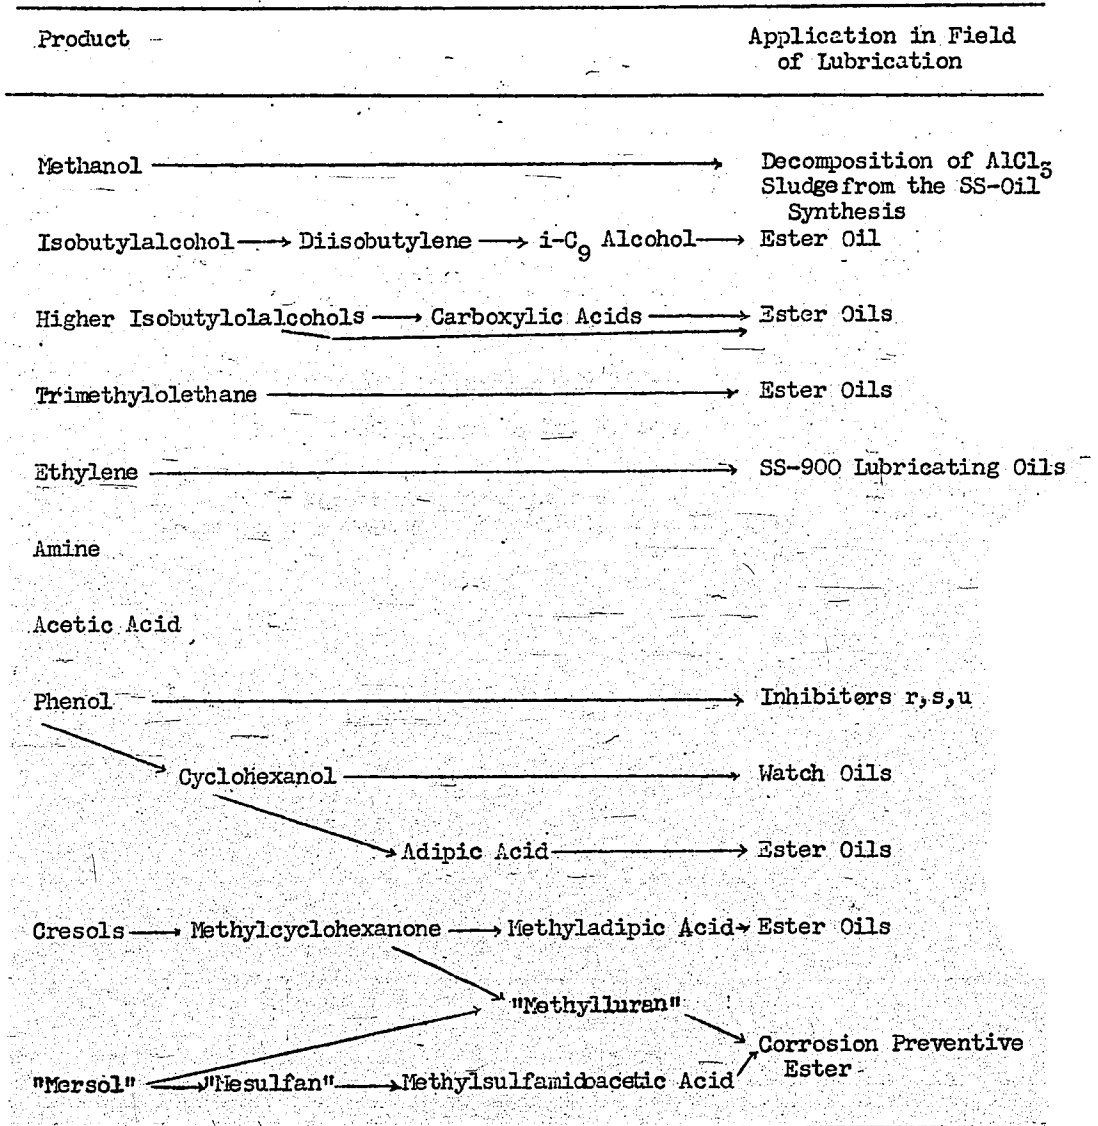 Product Application in Field
of Lubrication
Methanol Decomposition of AlCl3
Sludge from the SS-Oil
Synthesis
Isobutylalcohol Diisobutylene i-C9 Alcohol Ester Oil
Higher Isobutylolalcohols Carboxylic Acids Ester Oils
Trimethylolethane Ester Oils
Ethylene SS-900 Lubricating Oils
Amine
Acetic Acid
Phenol Inhibitors r,s,u
Cyclohexanol Watch Oils
Adipic Acid Ester Oils
Cresols Methylcyclohexanone Methyladipic Acid Ester Oils
"Methylluran"
Corrosion Preventive
Ester
"Mersol" "Mesulfan" Methylsulfamidoacetic Acid